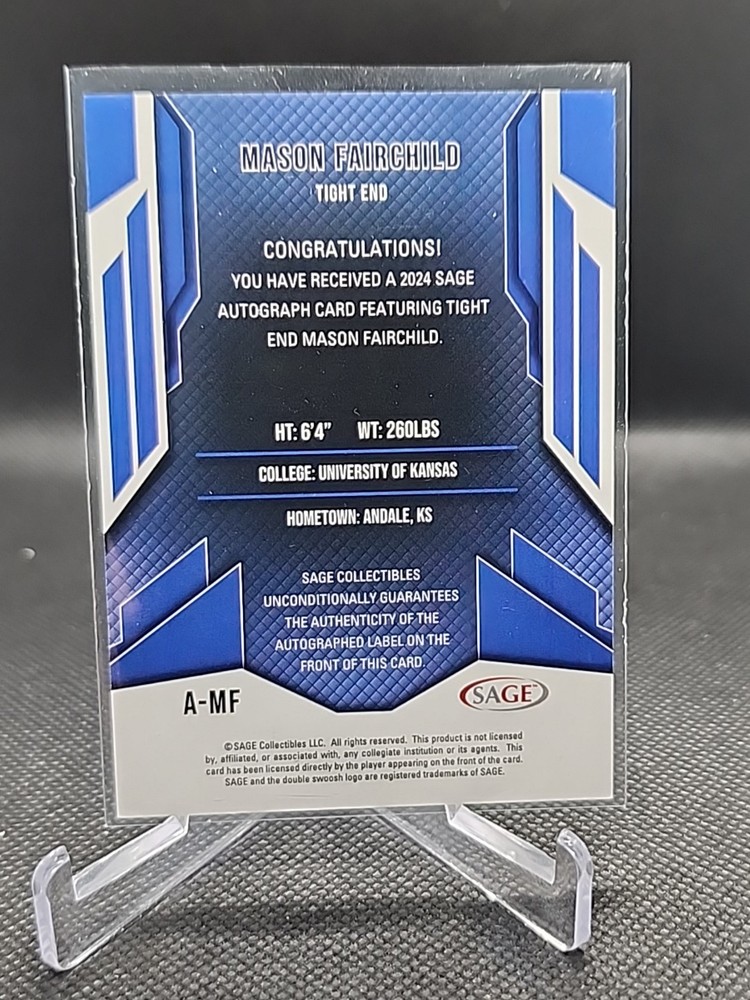 MASON FAIRCHILD
TIGHT END
CONGRATULATIONS!
YOU HAVE RECEIVED A 2024 SAGE
AUTOGRAPH CARD FEATURING TIGHT
END MASON FAIRCHILD.
HT: 6'4" WT: 260LBS
COLLEGE: UNIVERSITY OF KANSAS
HOMETOWN: ANDALE, KS
SAGE COLLECTIBLES
UNCONDITIONALLY GUARANTEES
THE AUTHENTICITY OF THE
AUTOGRAPHED LABEL ON THE
FRONT OF THIS CARD.
A-MF
SAGE™
©SAGE Collectibles LLC. All rights reserved. This product is not licensed
by, affiliated, or associated with, any collegiate institution or its agents. This
card has been licensed directly by the player appearing on the front of the card.
SAGE and the double swoosh logo are registered trademarks of SAGE.